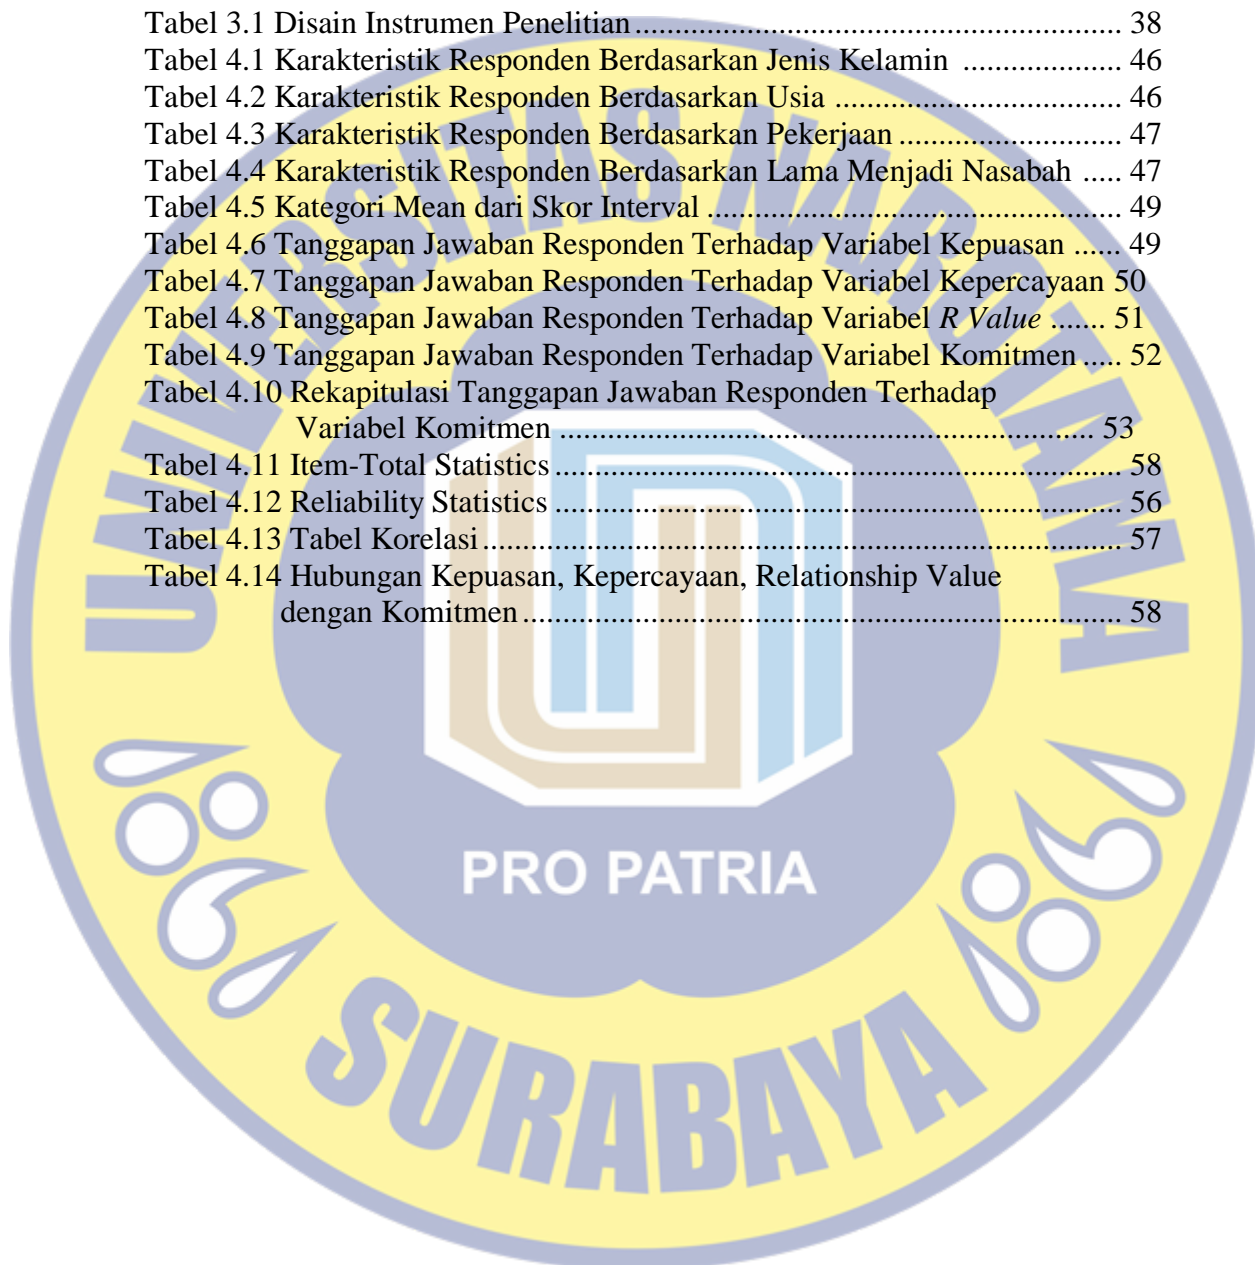 Tabel 3.1 Disain Instrumen Penelitian ............................................................. 38
Tabel 4.1 Karakteristik Responden Berdasarkan Jenis Kelamin .................... 46
Tabel 4.2 Karakteristik Responden Berdasarkan Usia .................................... 46
Tabel 4.3 Karakteristik Responden Berdasarkan Pekerjaan ............................ 47
Tabel 4.4 Karakteristik Responden Berdasarkan Lama Menjadi Nasabah ..... 47
Tabel 4.5 Kategori Mean dari Skor Interval .................................................... 49
Tabel 4.6 Tanggapan Jawaban Responden Terhadap Variabel Kepuasan ...... 49
Tabel 4.7 Tanggapan Jawaban Responden Terhadap Variabel Kepercayaan 50
Tabel 4.8 Tanggapan Jawaban Responden Terhadap Variabel R Value ....... 51
Tabel 4.9 Tanggapan Jawaban Responden Terhadap Variabel Komitmen ..... 52
Tabel 4.10 Rekapitulasi Tanggapan Jawaban Responden Terhadap
Variabel Komitmen ................................................................... 53
Tabel 4.11 Item-Total Statistics ....................................................................... 58
Tabel 4.12 Reliability Statistics ....................................................................... 56
Tabel 4.13 Tabel Korelasi ................................................................................ 57
Tabel 4.14 Hubungan Kepuasan, Kepercayaan, Relationship Value
dengan Komitmen ........................................................................... 58
UNIVERSITAS NAROTAMA
PRO PATRIA
SURABAYA